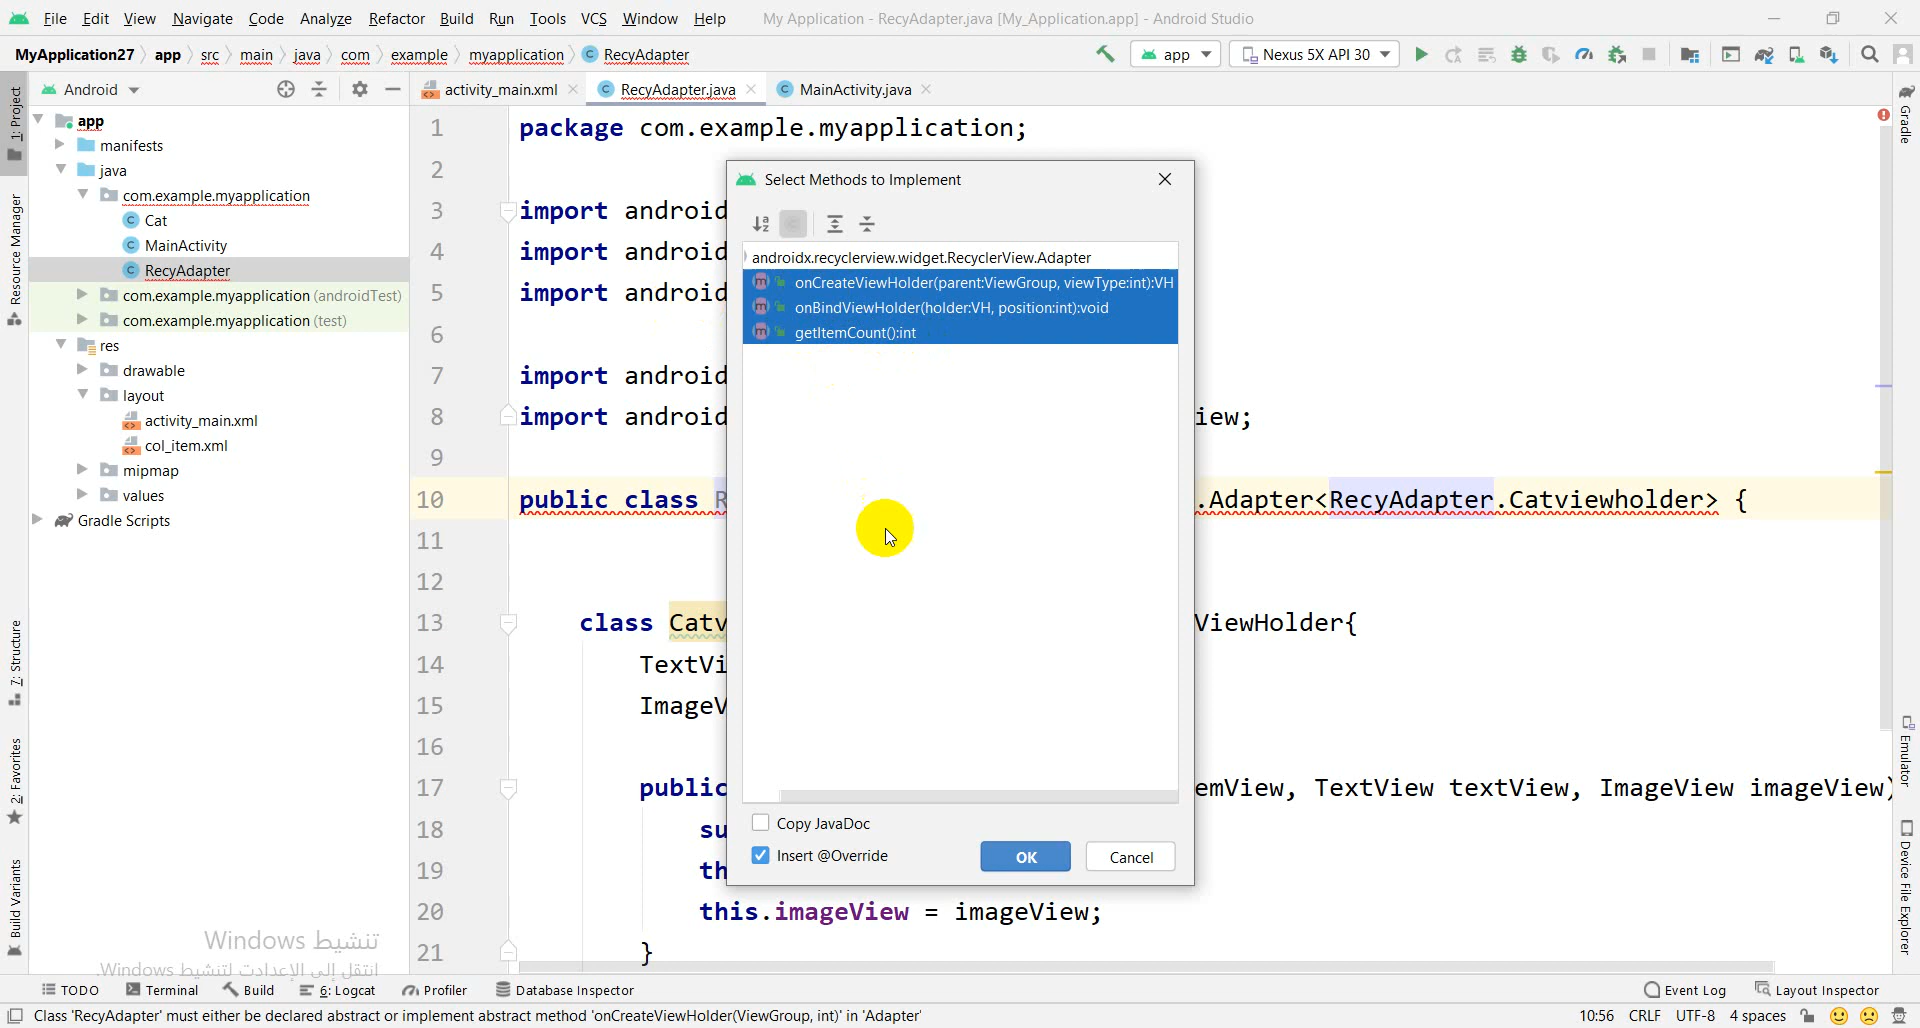 File Edit View Navigate Code Analyze Refactor Build Run Tools VCS Window Help My Application - RecyAdapter.java [My_Application.app] - Android Studio
MyApplication27 app src main java com example myapplication RecyAdapter app Nexus 5X API 30
Android activity_main.xml RecyAdapter.java MainActivity.java
1: Project
Resource Manager
7: Structure
2: Favorites
Build Variants
app
manifests
java
com.example.myapplication
Cat
MainActivity
RecyAdapter
com.example.myapplication (androidTest)
com.example.myapplication (test)
res
drawable
layout
activity_main.xml
col_item.xml
mipmap
values
Gradle Scripts
1 package com.example.myapplication;
2
3 import android
4 import android
5 import android
6
7 import android
8 import android iew;
9
10 public class R .Adapter<RecyAdapter.Catviewholder> {
11
12
13 class Catv ViewHolder{
14 TextVi
15 ImageV
16
17 public emView, TextView textView, ImageView imageView)
18 su
19 th
20 this.imageView = imageView;
21 }
Select Methods to Implement
androidx.recyclerview.widget.RecyclerView.Adapter
onCreateViewHolder(parent:ViewGroup, viewType:int):VH
onBindViewHolder(holder:VH, position:int):void
getItemCount():int
Copy JavaDoc
Insert @Override
OK Cancel
Gradle
Emulator
Device File Explorer
تنشيط Windows
انتقل إلى الإعدادات لتنشيط Windows.
TODO Terminal Build 6: Logcat Profiler Database Inspector Event Log Layout Inspector
Class 'RecyAdapter' must either be declared abstract or implement abstract method 'onCreateViewHolder(ViewGroup, int)' in 'Adapter' 10:56 CRLF UTF-8 4 spaces